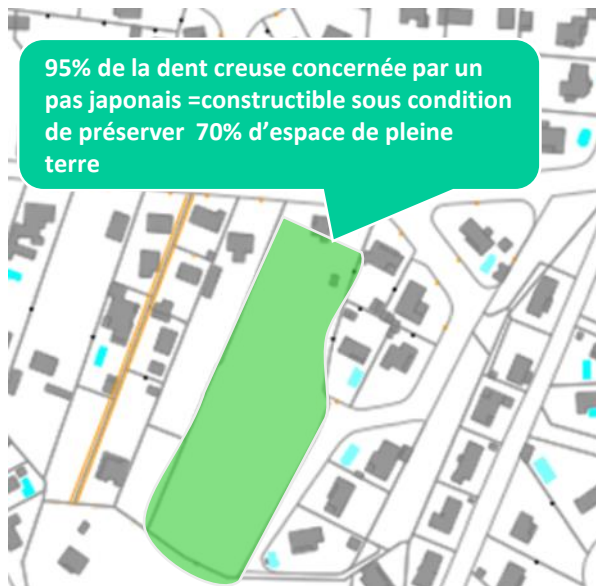 95% de la dent creuse concernée par un
pas japonais =constructible sous condition
de préserver 70% d'espace de pleine
terre